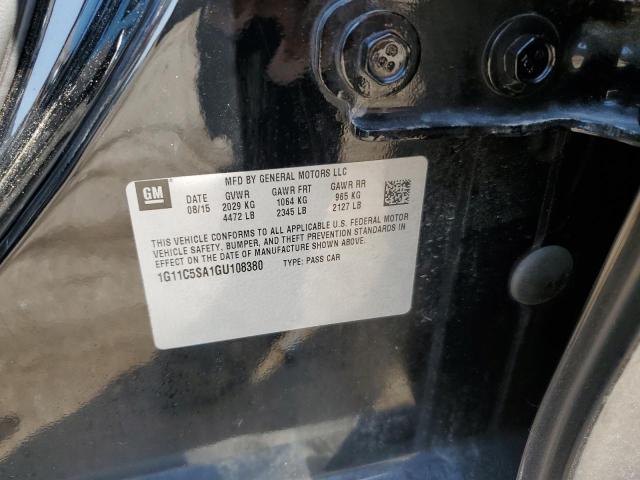 MFD BY GENERAL MOTORS LLC
GM
DATE GVWR GAWR FRT GAWR RR
08/15 2029 KG 1064 KG 965 KG
4472 LB 2345 LB 2127 LB
THIS VEHICLE CONFORMS TO ALL APPLICABLE U.S. FEDERAL MOTOR
VEHICLE SAFETY, BUMPER, AND THEFT PREVENTION STANDARDS IN
EFFECT ON THE DATE OF MANUFACTURE SHOWN ABOVE.
1G11C5SA1GU108380 TYPE: PASS CAR